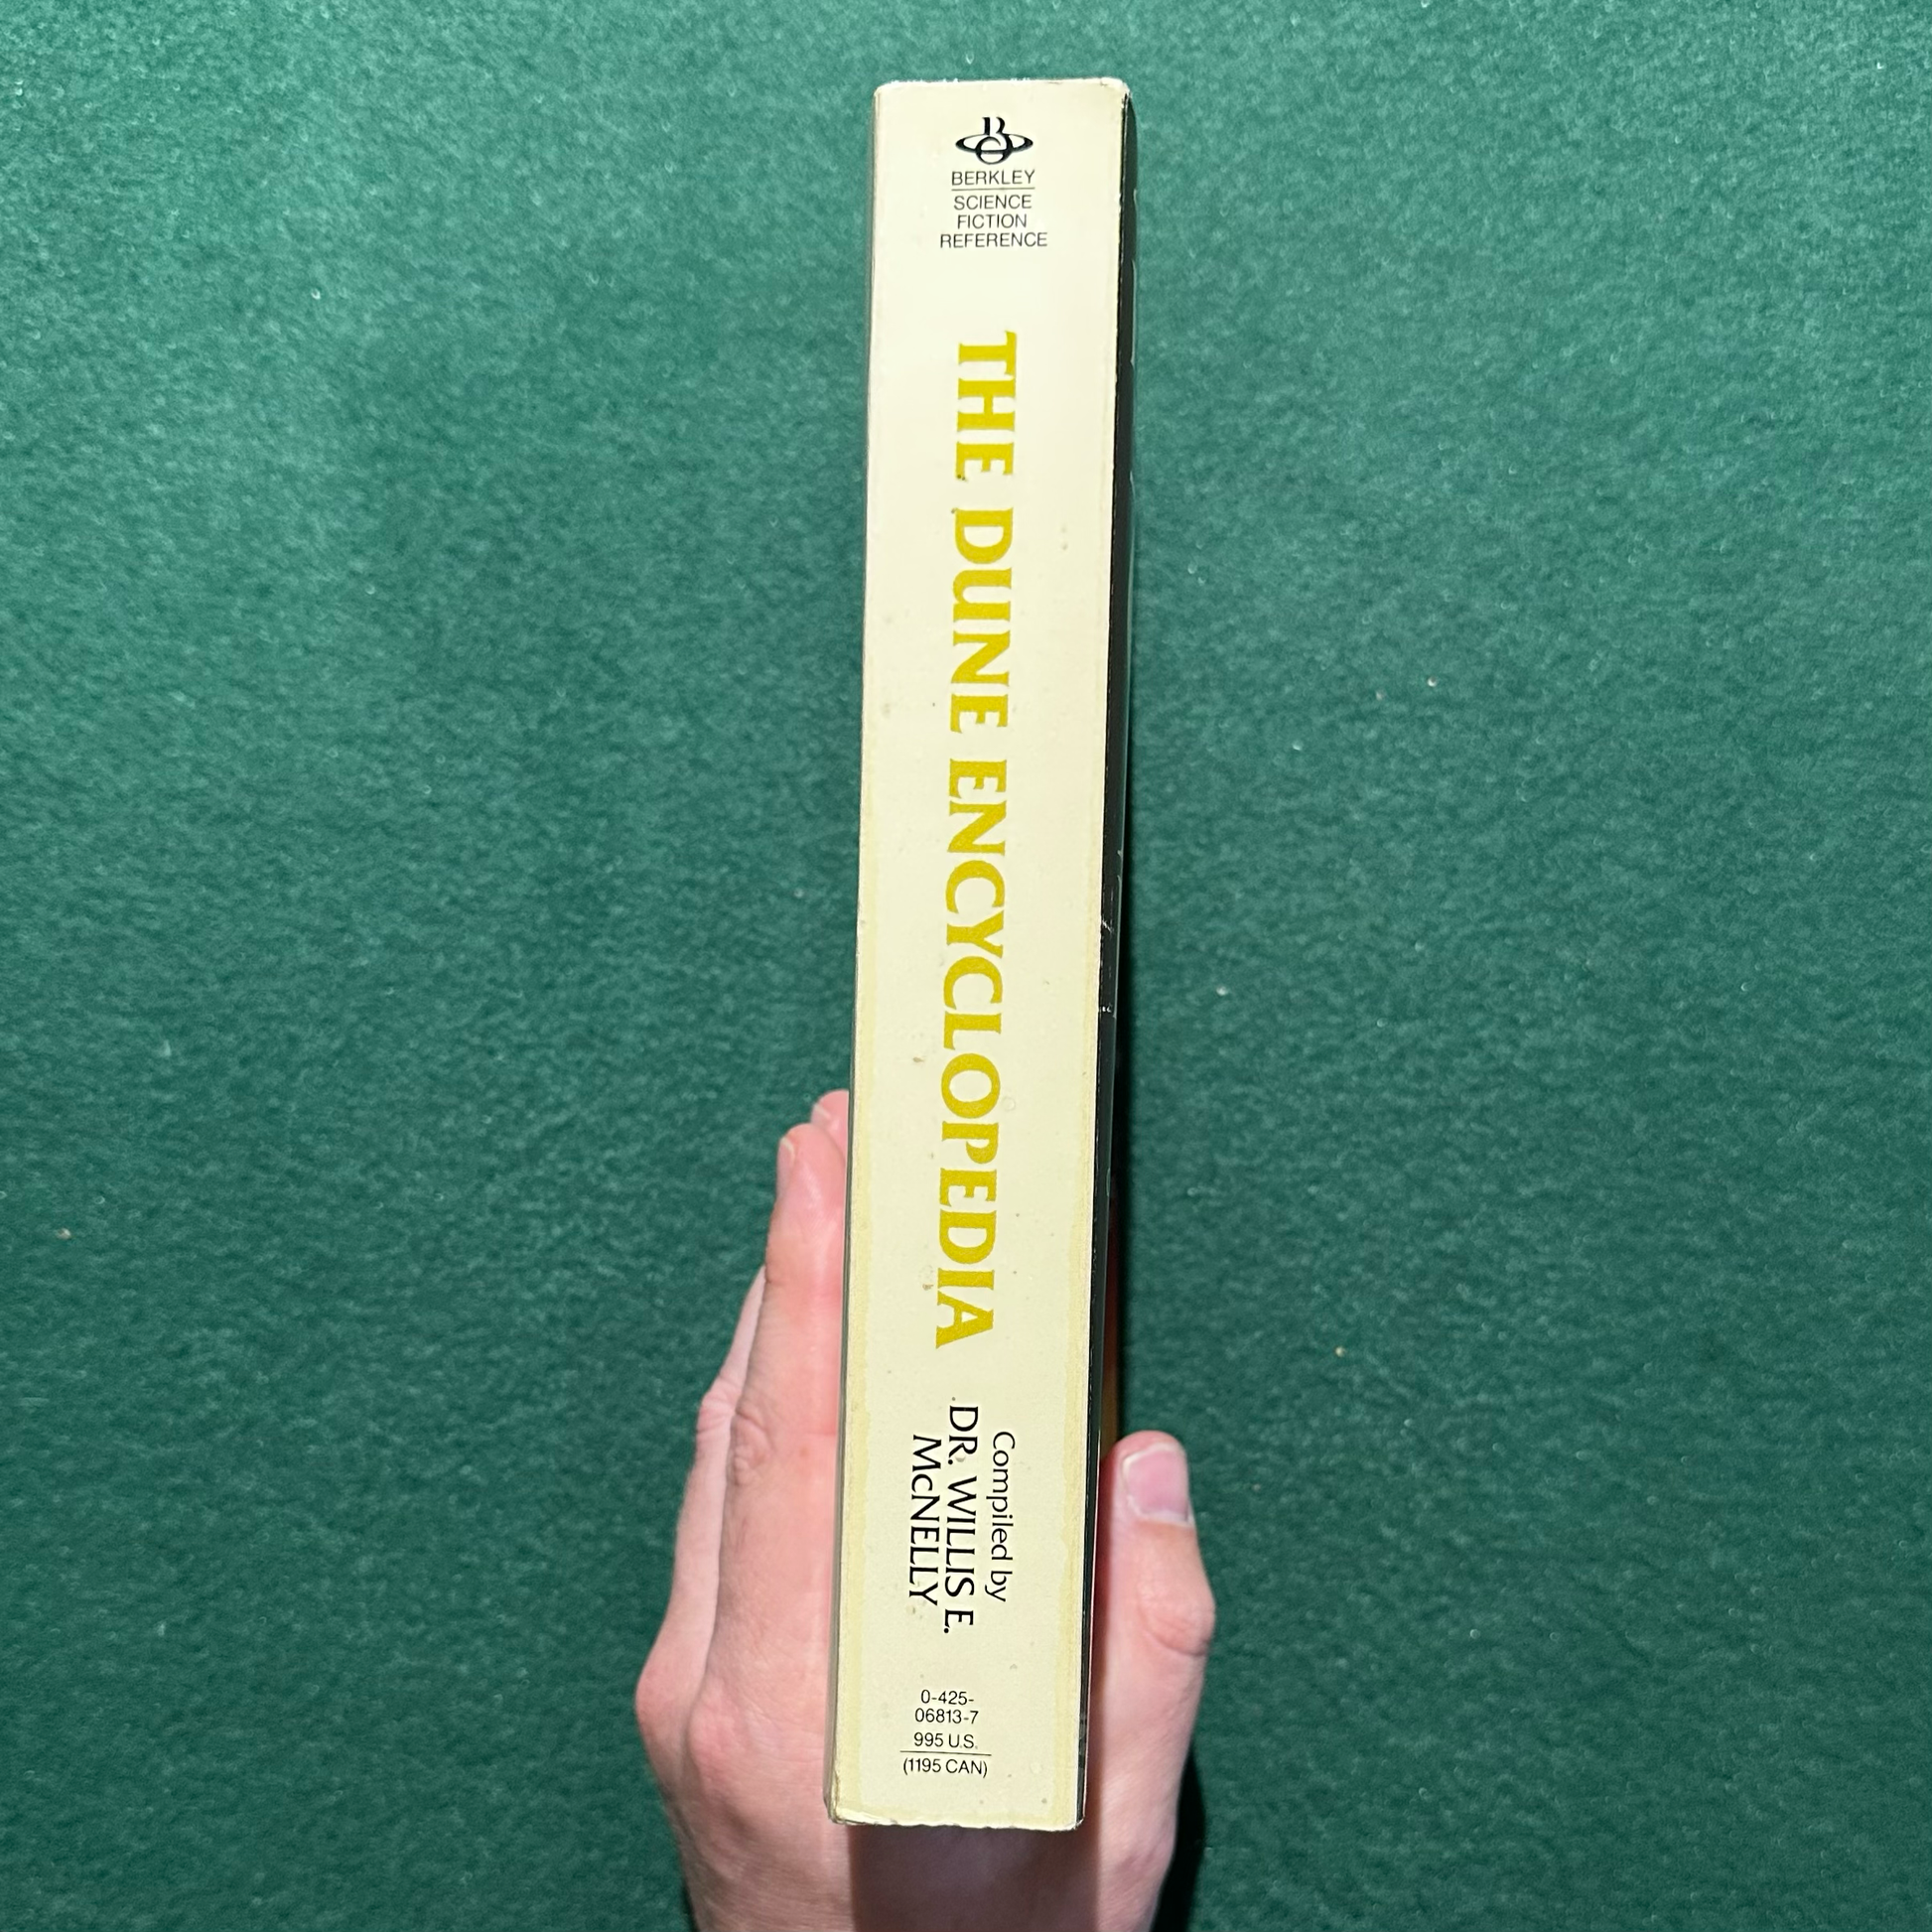 BERKLEY
SCIENCE
FICTION
REFERENCE
THE DUNE ENCYCLOPEDIA
Compiled by
DR. WILLIS E.
McNELLY
0-425-
06813-7
995 U.S.
(1195 CAN)